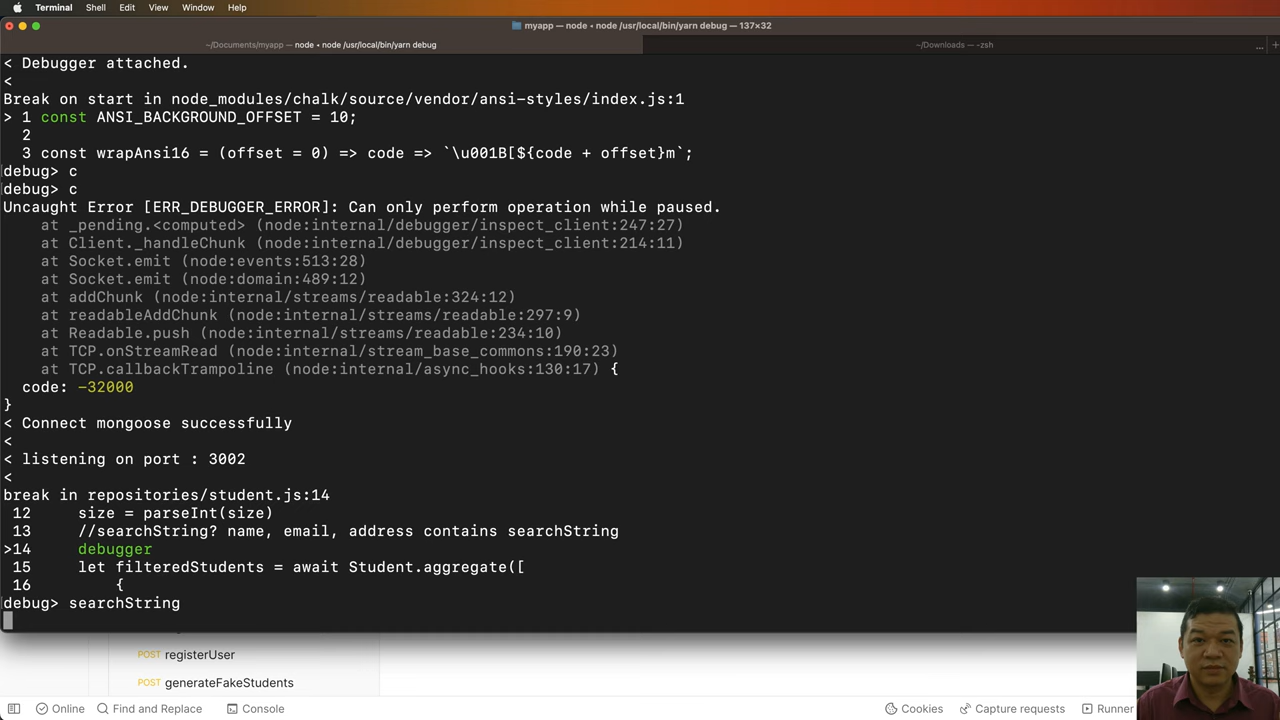 Terminal Shell Edit View Window Help
myapp — node • node /usr/local/bin/yarn debug — 137×32
~/Documents/myapp — node • node /usr/local/bin/yarn debug
~/Downloads — -zsh
... +
< Debugger attached.
<
Break on start in node_modules/chalk/source/vendor/ansi-styles/index.js:1
> 1 const ANSI_BACKGROUND_OFFSET = 10;
2
3 const wrapAnsi16 = (offset = 0) => code => `\u001B[${code + offset}m`;
debug> c
debug> c
Uncaught Error [ERR_DEBUGGER_ERROR]: Can only perform operation while paused.
at _pending.<computed> (node:internal/debugger/inspect_client:247:27)
at Client._handleChunk (node:internal/debugger/inspect_client:214:11)
at Socket.emit (node:events:513:28)
at Socket.emit (node:domain:489:12)
at addChunk (node:internal/streams/readable:324:12)
at readableAddChunk (node:internal/streams/readable:297:9)
at Readable.push (node:internal/streams/readable:234:10)
at TCP.onStreamRead (node:internal/stream_base_commons:190:23)
at TCP.callbackTrampoline (node:internal/async_hooks:130:17) {
code: -32000
}
< Connect mongoose successfully
<
< listening on port : 3002
<
break in repositories/student.js:14
12 size = parseInt(size)
13 //searchString? name, email, address contains searchString
>14 debugger
15 let filteredStudents = await Student.aggregate([
16 {
debug> searchString
POST registerUser
POST generateFakeStudents
Online Find and Replace Console Cookies Capture requests Runner